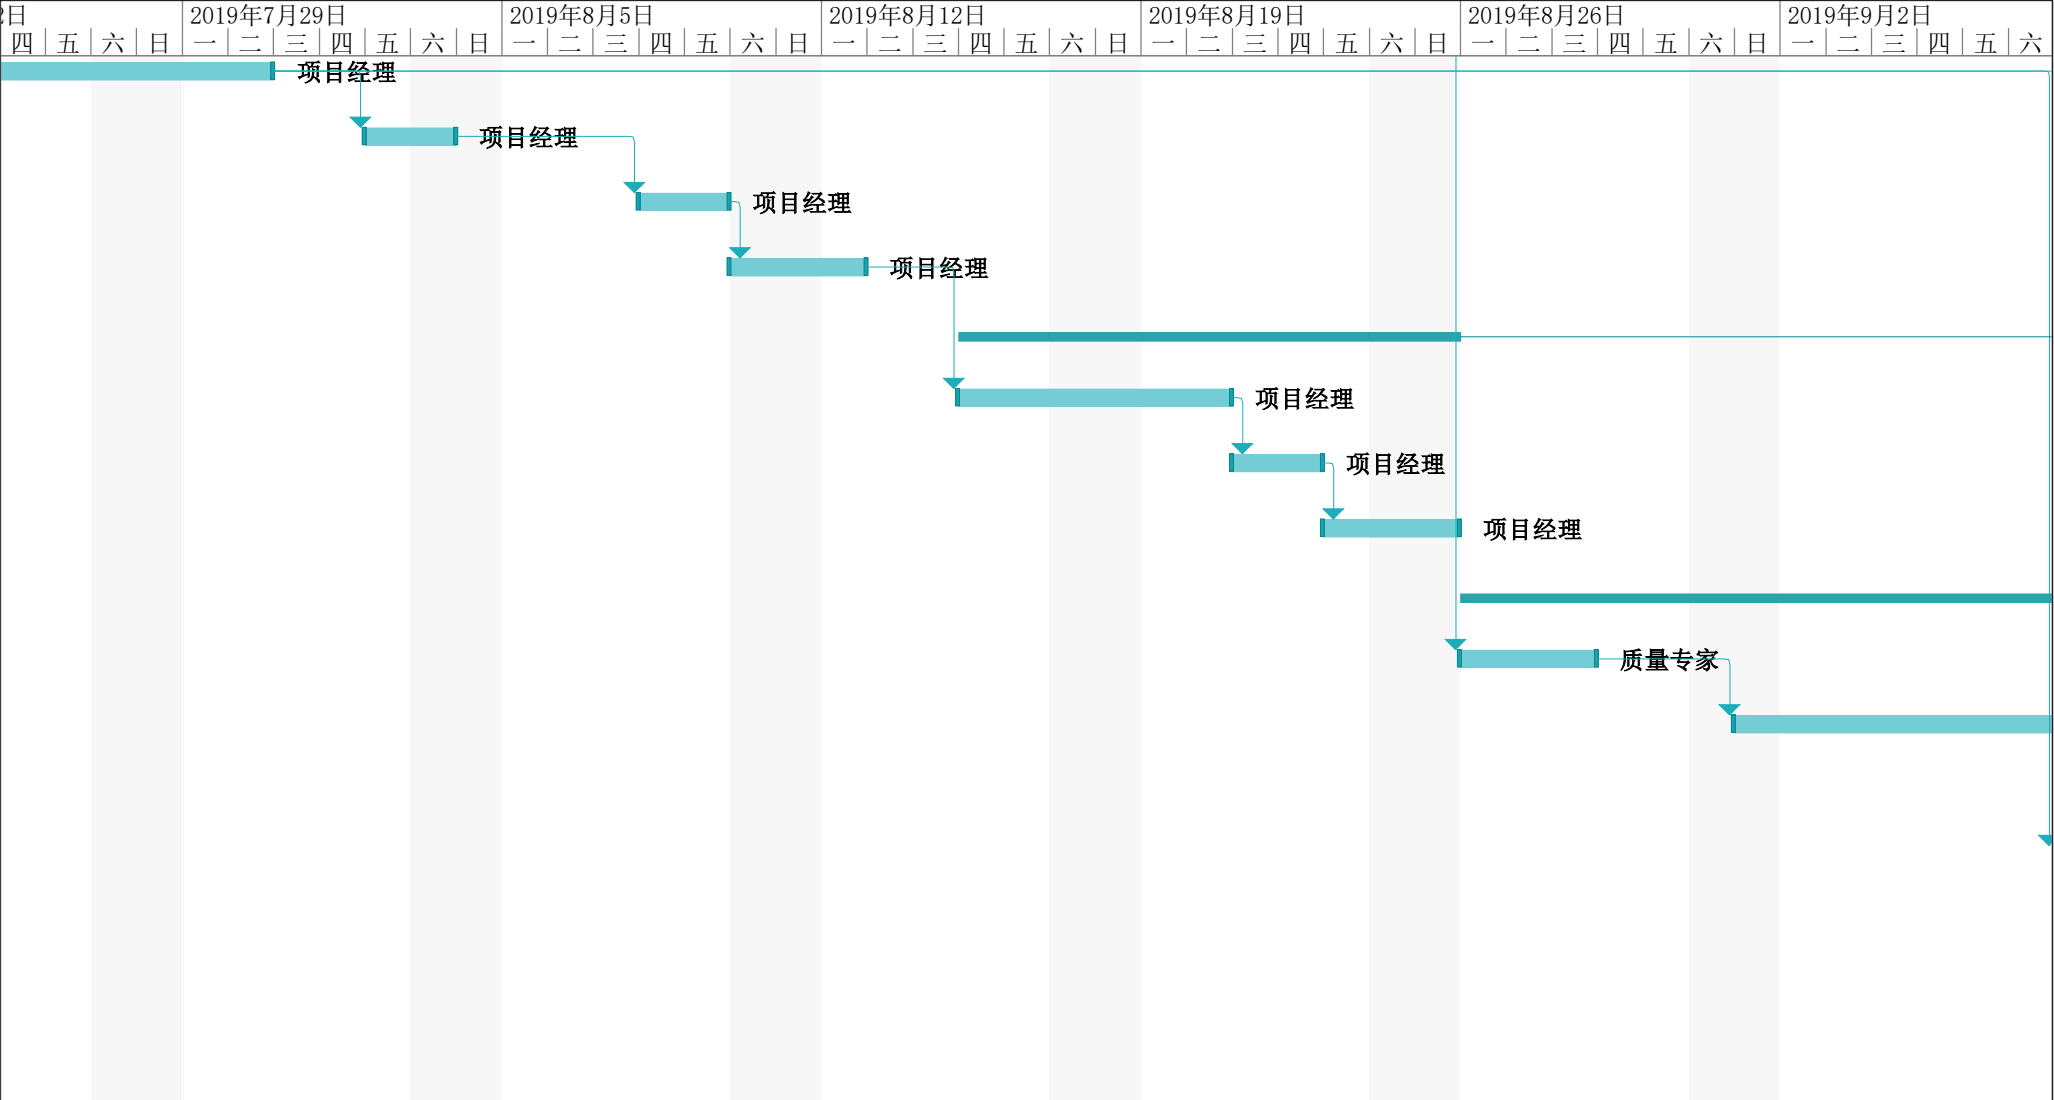 2日 2019年7月29日 2019年8月5日 2019年8月12日 2019年8月19日 2019年8月26日 2019年9月2日
四 五 六 日 一 二 三 四 五 六 日 一 二 三 四 五 六 日 一 二 三 四 五 六 日 一 二 三 四 五 六 日 一 二 三 四 五 六 日 一 二 三 四 五 六
项目经理
项目经理
项目经理
项目经理
项目经理
项目经理
项目经理
质量专家